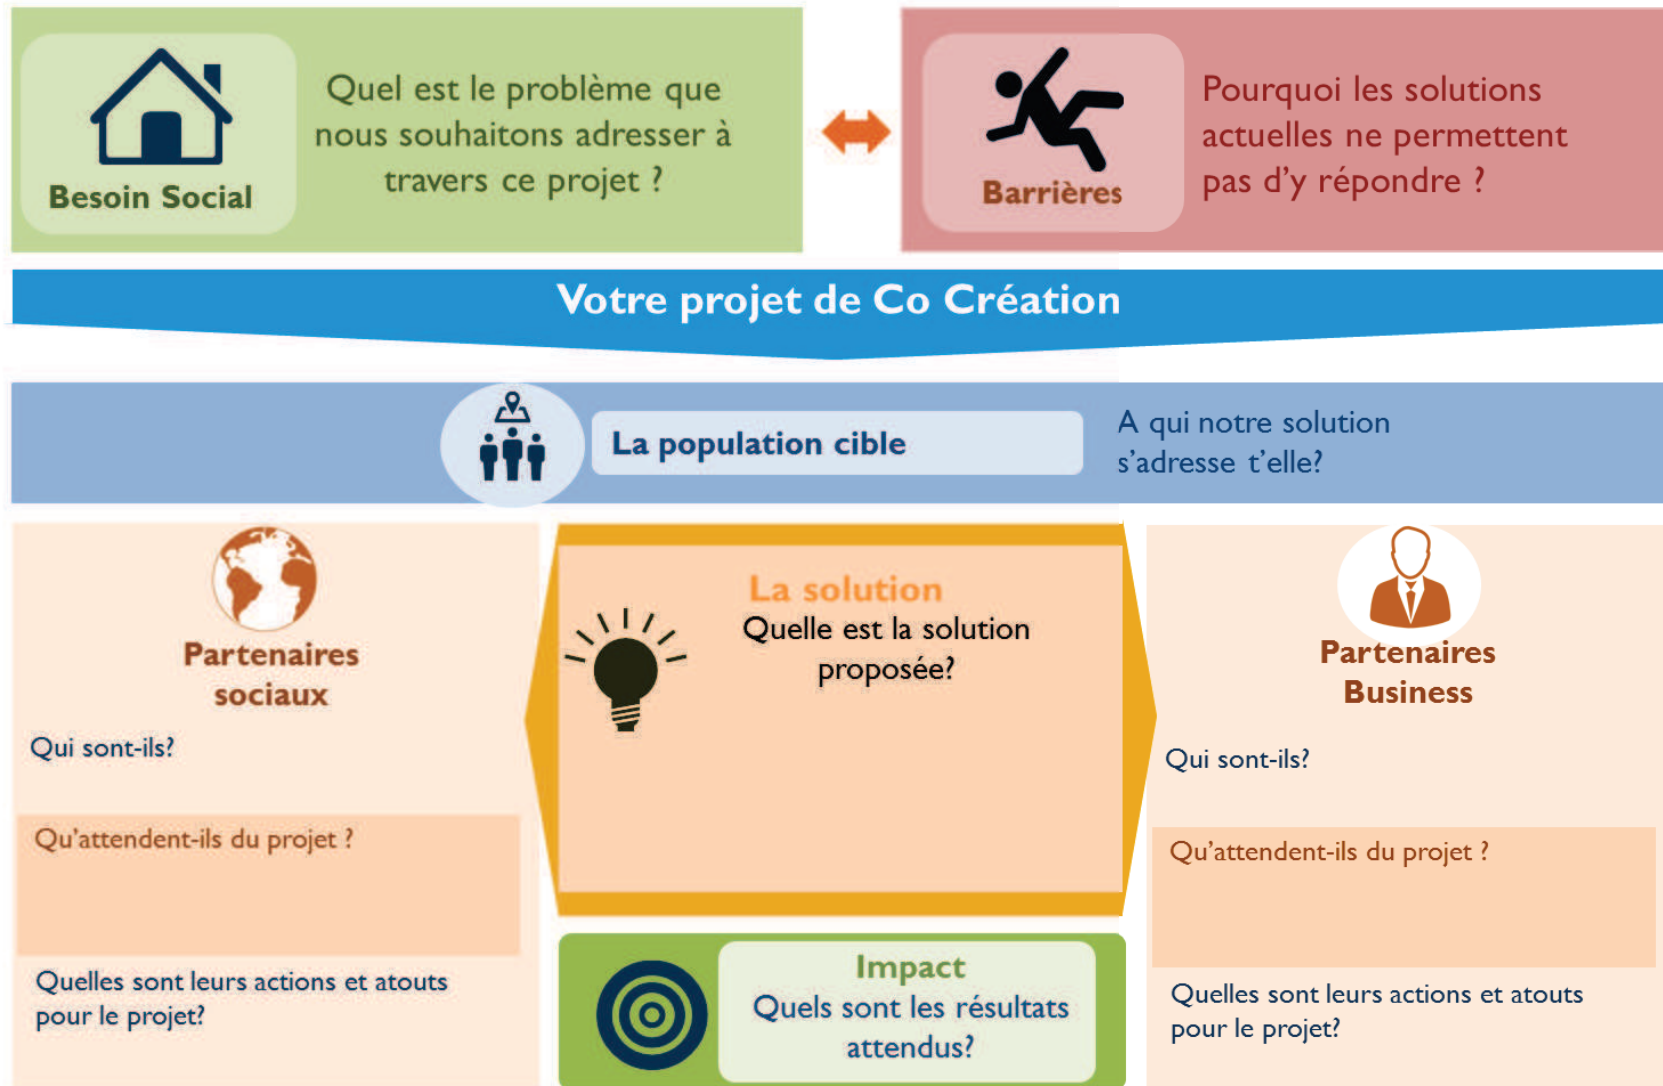 Besoin Social
Quel est le problème que
nous souhaitons adresser à
travers ce projet ?
Barrières
Pourquoi les solutions
actuelles ne permettent
pas d'y répondre ?
Votre projet de Co Création
La population cible
A qui notre solution
s'adresse t'elle?
Partenaires
sociaux
Qui sont-ils?
Qu'attendent-ils du projet ?
Quelles sont leurs actions et atouts
pour le projet?
La solution
Quelle est la solution
proposée?
Impact
Quels sont les résultats
attendus?
Partenaires
Business
Qui sont-ils?
Qu'attendent-ils du projet ?
Quelles sont leurs actions et atouts
pour le projet?